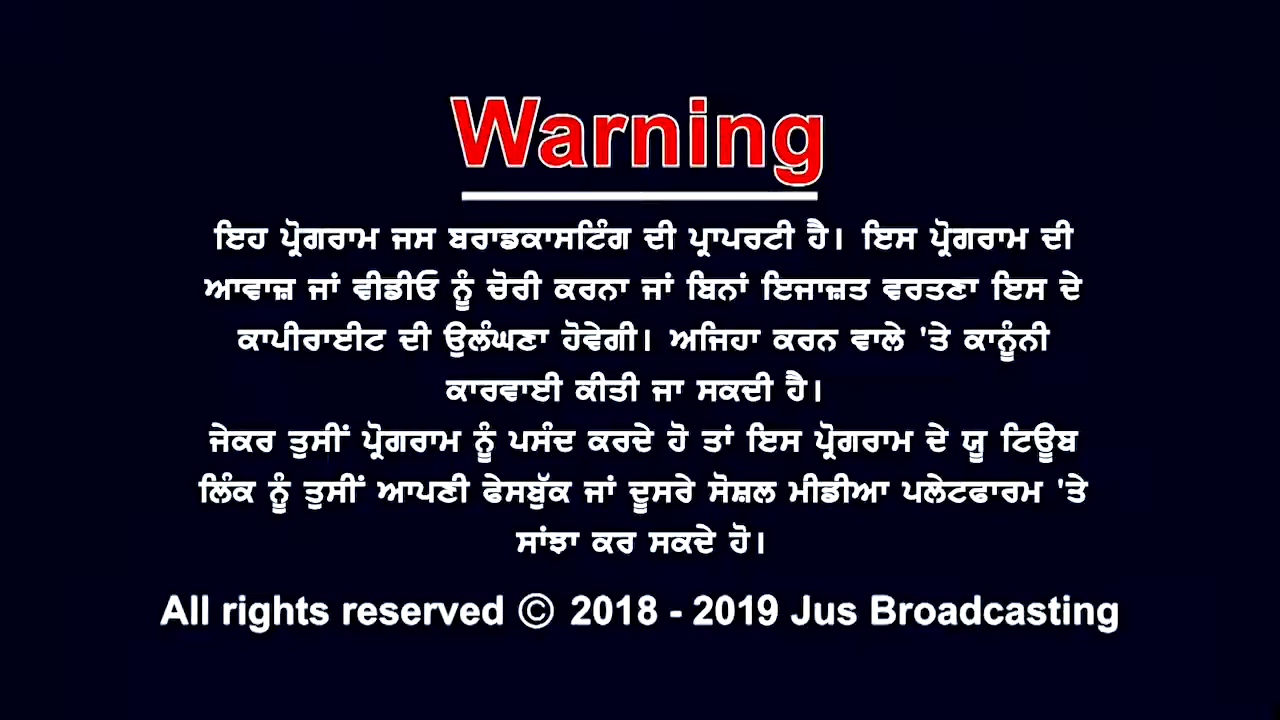 Warning
ਇਹ ਪ੍ਰੋਗਰਾਮ ਜਸ ਬਰਾਡਕਾਸਟਿੰਗ ਦੀ ਪ੍ਰਾਪਰਟੀ ਹੈ। ਇਸ ਪ੍ਰੋਗਰਾਮ ਦੀ
ਆਵਾਜ਼ ਜਾਂ ਵੀਡੀਓ ਨੂੰ ਚੋਰੀ ਕਰਨਾ ਜਾਂ ਬਿਨਾਂ ਇਜਾਜ਼ਤ ਵਰਤਣਾ ਇਸ ਦੇ
ਕਾਪੀਰਾਈਟ ਦੀ ਉਲੰਘਣਾ ਹੋਵੇਗੀ। ਅਜਿਹਾ ਕਰਨ ਵਾਲੇ 'ਤੇ ਕਾਨੂੰਨੀ
ਕਾਰਵਾਈ ਕੀਤੀ ਜਾ ਸਕਦੀ ਹੈ।
ਜੇਕਰ ਤੁਸੀਂ ਪ੍ਰੋਗਰਾਮ ਨੂੰ ਪਸੰਦ ਕਰਦੇ ਹੋ ਤਾਂ ਇਸ ਪ੍ਰੋਗਰਾਮ ਦੇ ਯੂ ਟਿਊਬ
ਲਿੰਕ ਨੂੰ ਤੁਸੀਂ ਆਪਣੀ ਫੇਸਬੁੱਕ ਜਾਂ ਦੂਸਰੇ ਸੋਸ਼ਲ ਮੀਡੀਆ ਪਲੇਟਫਾਰਮ 'ਤੇ
ਸਾਂਝਾ ਕਰ ਸਕਦੇ ਹੋ।
All rights reserved © 2018 - 2019 Jus Broadcasting